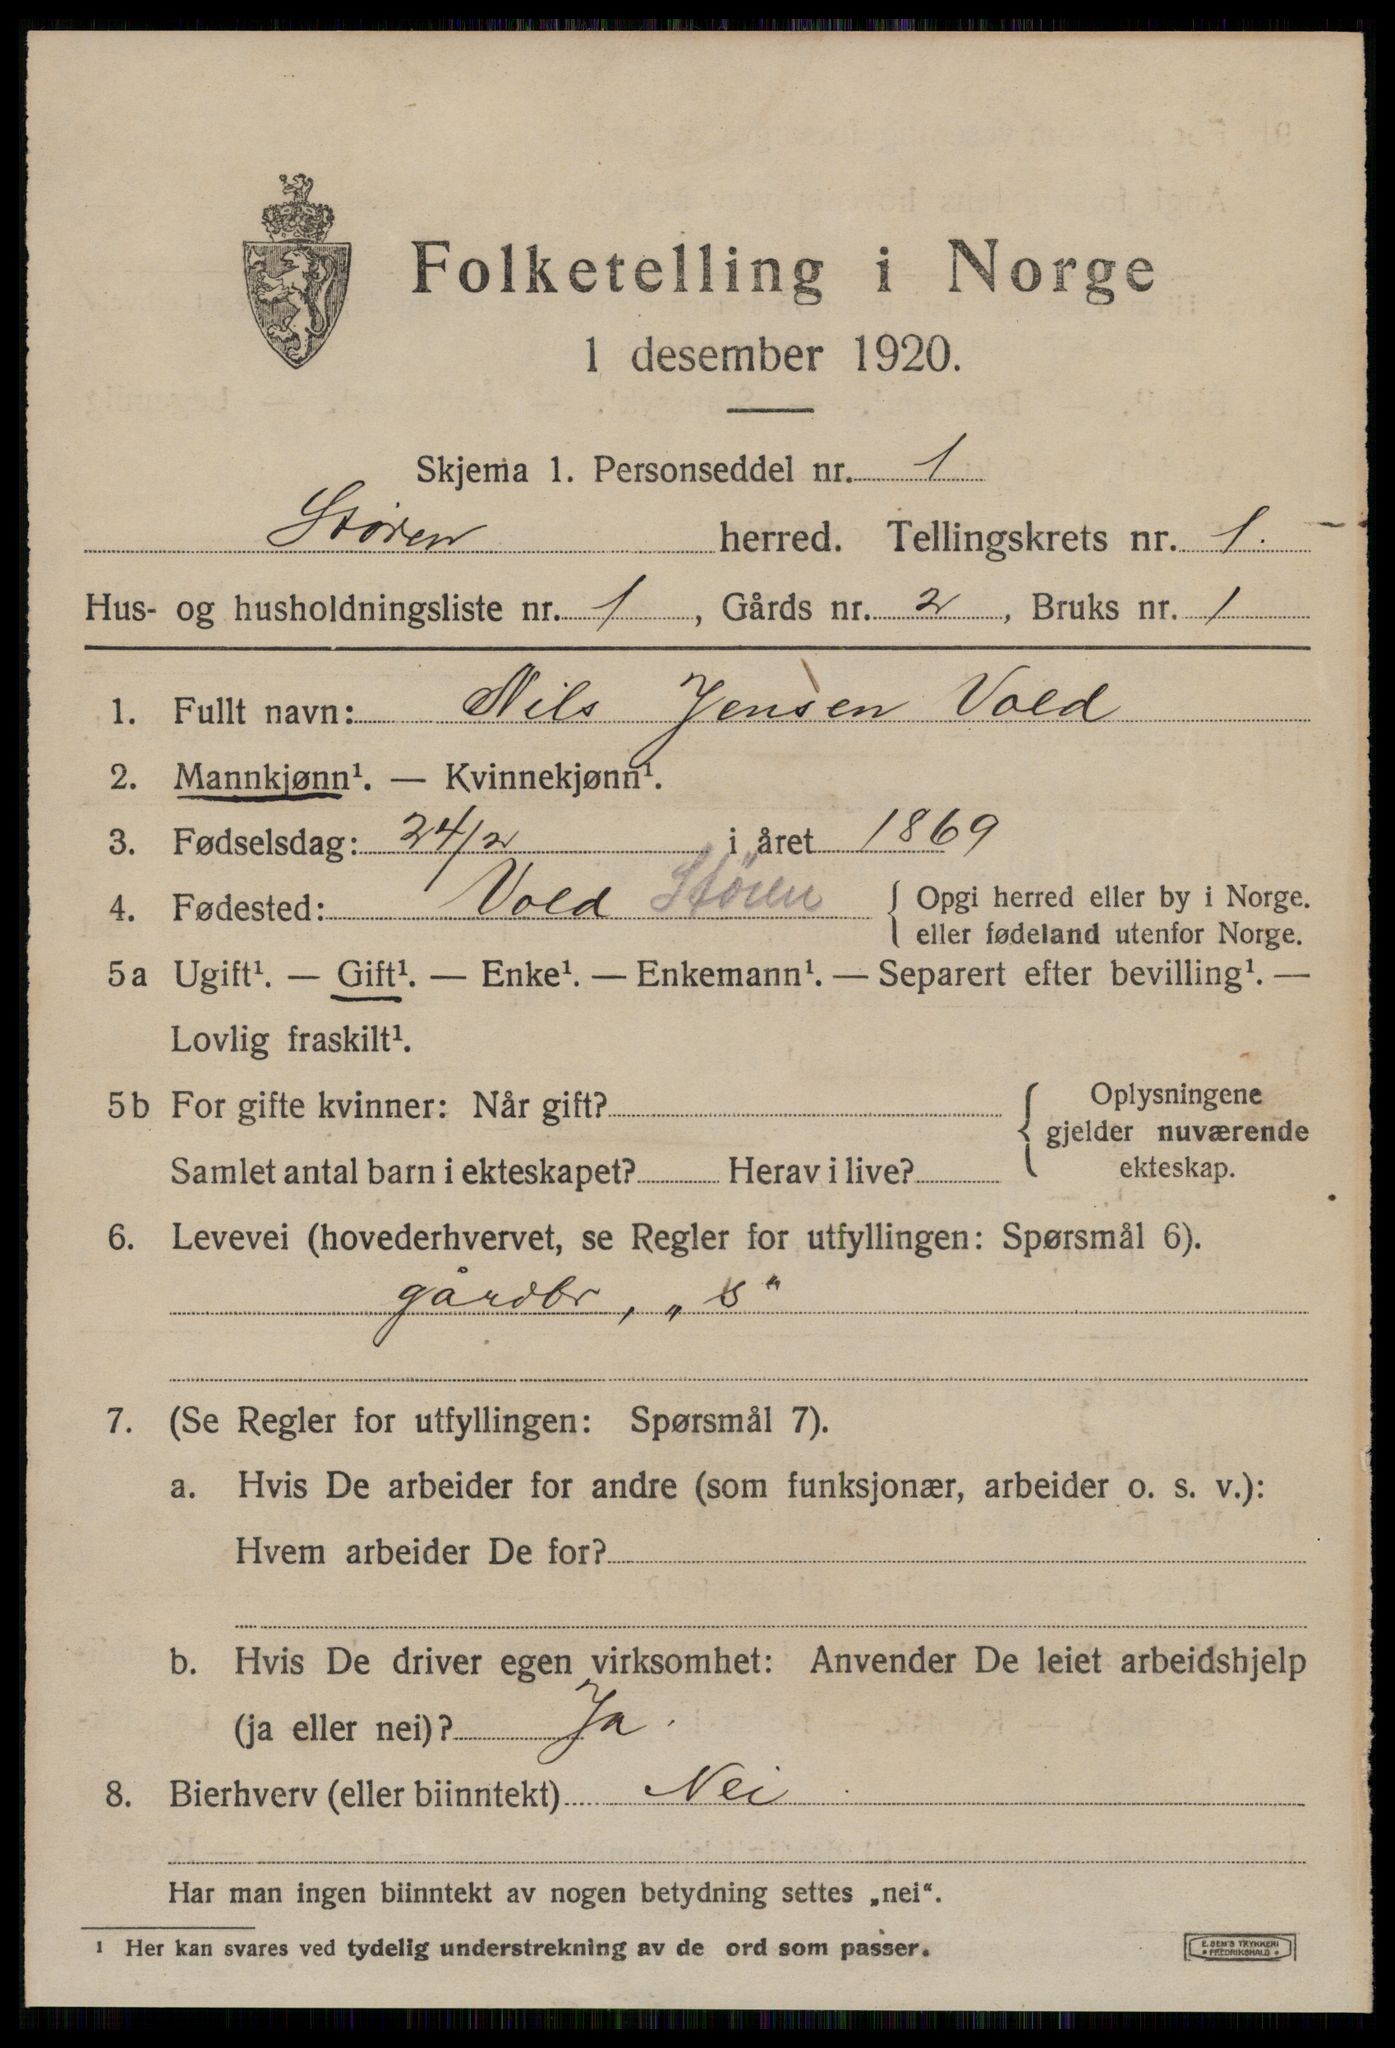 Folketelling i Norge
1 desember 1920.
Skjema 1. Personseddel nr. 1
Støren herred. Tellingskrets nr. 1.
Hus- og husholdningsliste nr. 1, Gårds nr. 2, Bruks nr. 1
1. Fullt navn: Nils Jensen Vold
2. Mannkjønn¹. — Kvinnekjønn¹.
3. Fødselsdag: 24/2 i året 1869
4. Fødested: Vold Stören { Opgi herred eller by i Norge.
eller fødeland utenfor Norge.
5a Ugift¹. — Gift¹. — Enke¹. — Enkemann¹. — Separert efter bevilling¹. —
Lovlig fraskilt¹.
5b For gifte kvinner: Når gift? { Oplysningene
gjelder nuværende
Samlet antal barn i ekteskapet? Herav i live? ekteskap.
6. Levevei (hovederhvervet, se Regler for utfyllingen: Spørsmål 6).
gårdbr, „s“
7. (Se Regler for utfyllingen: Spørsmål 7).
a. Hvis De arbeider for andre (som funksjonær, arbeider o. s. v.):
Hvem arbeider De for?
b. Hvis De driver egen virksomhet: Anvender De leiet arbeidshjelp
(ja eller nei)? Ja.
8. Bierhverv (eller biinntekt) Nei
Har man ingen biinntekt av nogen betydning settes „nei“.
¹ Her kan svares ved tydelig understrekning av de ord som passer.
E. SEM'S TRYKKERI
• FREDRIKSHALD •